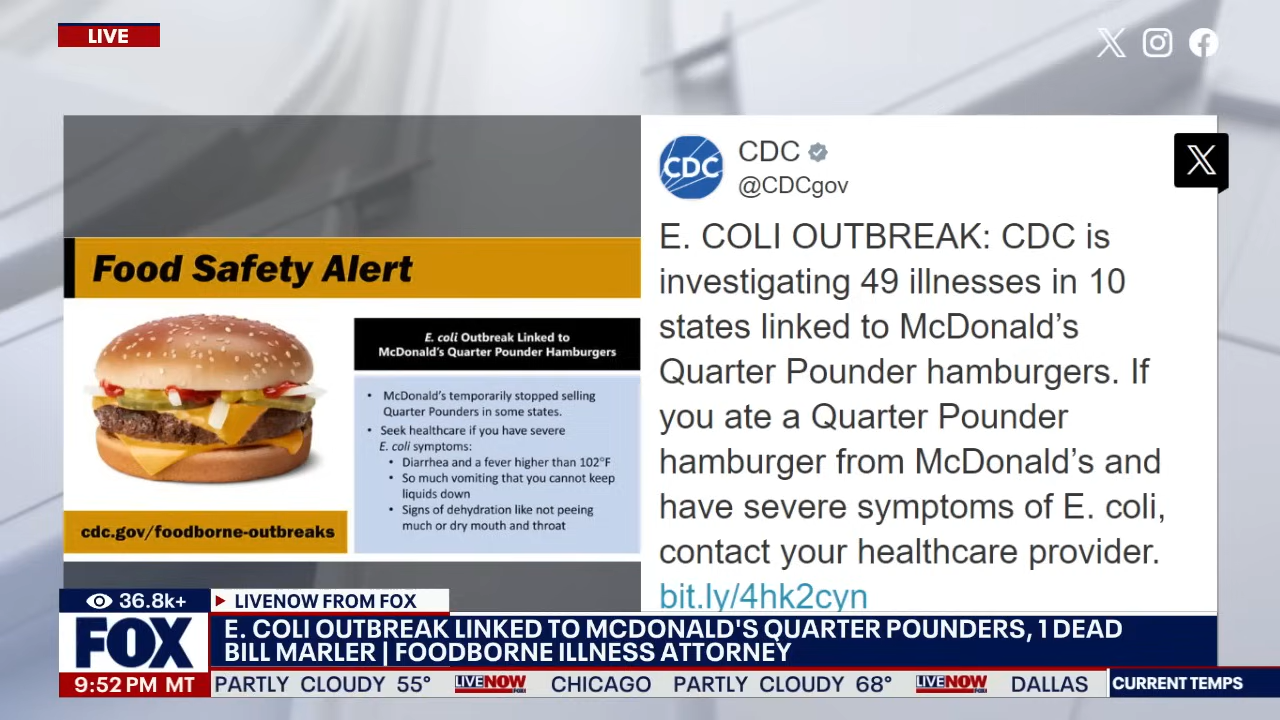 LIVE
Food Safety Alert
E. coli Outbreak Linked to
McDonald's Quarter Pounder Hamburgers
• McDonald's temporarily stopped selling
Quarter Pounders in some states.
• Seek healthcare if you have severe
E. coli symptoms:
• Diarrhea and a fever higher than 102°F
• So much vomiting that you cannot keep
liquids down
• Signs of dehydration like not peeing
much or dry mouth and throat
cdc.gov/foodborne-outbreaks
CDC
CDC
@CDCgov
E. COLI OUTBREAK: CDC is
investigating 49 illnesses in 10
states linked to McDonald’s
Quarter Pounder hamburgers. If
you ate a Quarter Pounder
hamburger from McDonald’s and
have severe symptoms of E. coli,
contact your healthcare provider.
bit.ly/4hk2cyn
36.8k+
LIVENOW FROM FOX
FOX
E. COLI OUTBREAK LINKED TO MCDONALD'S QUARTER POUNDERS, 1 DEAD
BILL MARLER | FOODBORNE ILLNESS ATTORNEY
9:52 PM MT
PARTLY CLOUDY 55° LIVENOW CHICAGO PARTLY CLOUDY 68° LIVENOW DALLAS
CURRENT TEMPS